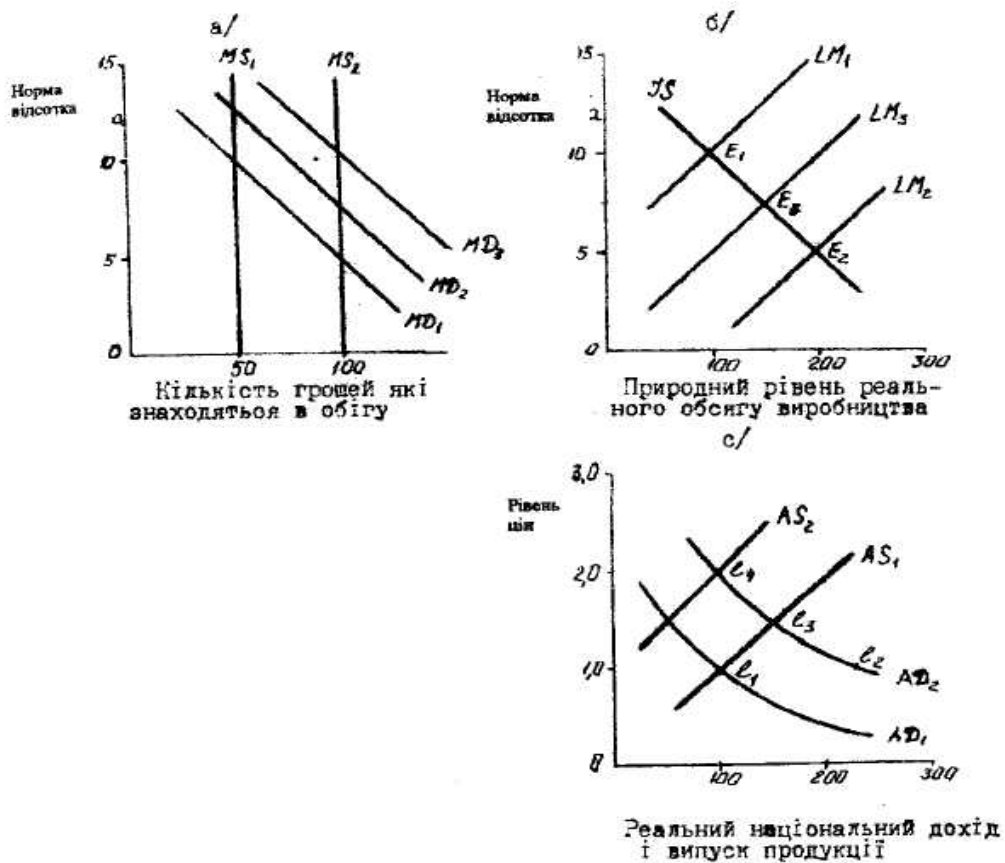 а/
15
Норма
відсотка
MS₁
MS₂
10
5
0
MD₃
MD₂
MD₁
50
100
Кількість грошей які
знаходяться в обігу
б/
15
Норма
відсотка
12
JS
LM₁
10
E₁
LM₃
E₃
LM₂
5
E₂
0
100
200
300
Природний рівень реаль-
ного обсягу виробництва
с/
3,0
Рівень
цін
AS₂
AS₁
2,0
e₄
e₃
1,0
e₁
e₂
AD₂
AD₁
0
100
200
300
Реальний національний дохід
і випуск продукції